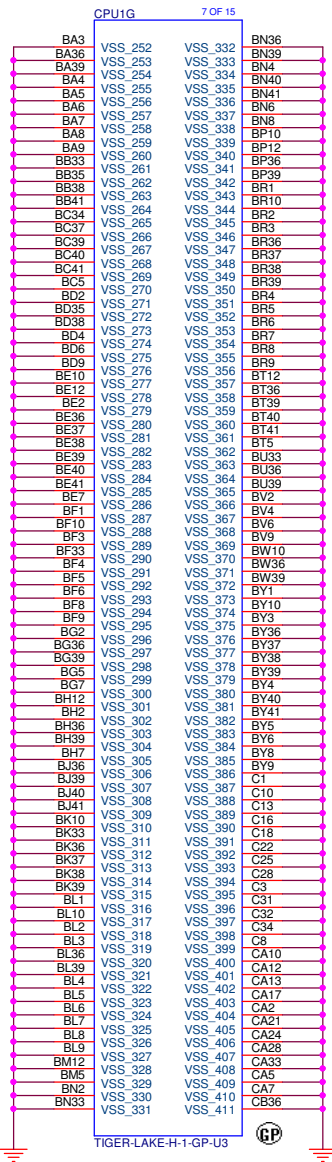 CPU1G 7 OF 15
BA3 VSS_252 VSS_332 BN36
BA36 VSS_253 VSS_333 BN39
BA39 VSS_254 VSS_334 BN4
BA4 VSS_255 VSS_335 BN40
BA5 VSS_256 VSS_336 BN41
BA6 VSS_257 VSS_337 BN6
BA7 VSS_258 VSS_338 BN8
BA8 VSS_259 VSS_339 BP10
BA9 VSS_260 VSS_340 BP12
BB33 VSS_261 VSS_341 BP36
BB35 VSS_262 VSS_342 BP39
BB38 VSS_263 VSS_343 BR1
BB41 VSS_264 VSS_344 BR10
BC34 VSS_265 VSS_345 BR2
BC37 VSS_266 VSS_346 BR3
BC39 VSS_267 VSS_347 BR36
BC40 VSS_268 VSS_348 BR37
BC41 VSS_269 VSS_349 BR38
BC5 VSS_270 VSS_350 BR39
BD2 VSS_271 VSS_351 BR4
BD35 VSS_272 VSS_352 BR5
BD38 VSS_273 VSS_353 BR6
BD4 VSS_274 VSS_354 BR7
BD6 VSS_275 VSS_355 BR8
BD9 VSS_276 VSS_356 BR9
BE10 VSS_277 VSS_357 BT12
BE12 VSS_278 VSS_358 BT36
BE2 VSS_279 VSS_359 BT39
BE36 VSS_280 VSS_360 BT40
BE37 VSS_281 VSS_361 BT41
BE38 VSS_282 VSS_362 BT5
BE39 VSS_283 VSS_363 BU33
BE40 VSS_284 VSS_364 BU36
BE41 VSS_285 VSS_365 BU39
BE7 VSS_286 VSS_366 BV2
BF1 VSS_287 VSS_367 BV4
BF10 VSS_288 VSS_368 BV6
BF3 VSS_289 VSS_369 BV9
BF33 VSS_290 VSS_370 BW10
BF4 VSS_291 VSS_371 BW36
BF5 VSS_292 VSS_372 BW39
BF6 VSS_293 VSS_373 BY1
BF8 VSS_294 VSS_374 BY10
BF9 VSS_295 VSS_375 BY3
BG2 VSS_296 VSS_376 BY36
BG36 VSS_297 VSS_377 BY37
BG39 VSS_298 VSS_378 BY38
BG5 VSS_299 VSS_379 BY39
BG7 VSS_300 VSS_380 BY4
BH12 VSS_301 VSS_381 BY40
BH2 VSS_302 VSS_382 BY41
BH36 VSS_303 VSS_383 BY5
BH39 VSS_304 VSS_384 BY6
BH7 VSS_305 VSS_385 BY8
BJ36 VSS_306 VSS_386 BY9
BJ39 VSS_307 VSS_387 C1
BJ40 VSS_308 VSS_388 C10
BJ41 VSS_309 VSS_389 C13
BK10 VSS_310 VSS_390 C16
BK33 VSS_311 VSS_391 C18
BK36 VSS_312 VSS_392 C22
BK37 VSS_313 VSS_393 C25
BK38 VSS_314 VSS_394 C28
BK39 VSS_315 VSS_395 C3
BL1 VSS_316 VSS_396 C31
BL10 VSS_317 VSS_397 C32
BL2 VSS_318 VSS_398 C34
BL3 VSS_319 VSS_399 C8
BL36 VSS_320 VSS_400 CA10
BL39 VSS_321 VSS_401 CA12
BL4 VSS_322 VSS_402 CA13
BL5 VSS_323 VSS_403 CA17
BL6 VSS_324 VSS_404 CA2
BL7 VSS_325 VSS_405 CA21
BL8 VSS_326 VSS_406 CA24
BL9 VSS_327 VSS_407 CA28
BM12 VSS_328 VSS_408 CA33
BM5 VSS_329 VSS_409 CA5
BN2 VSS_330 VSS_410 CA7
BN33 VSS_331 VSS_411 CB36
TIGER-LAKE-H-1-GP-U3
GP